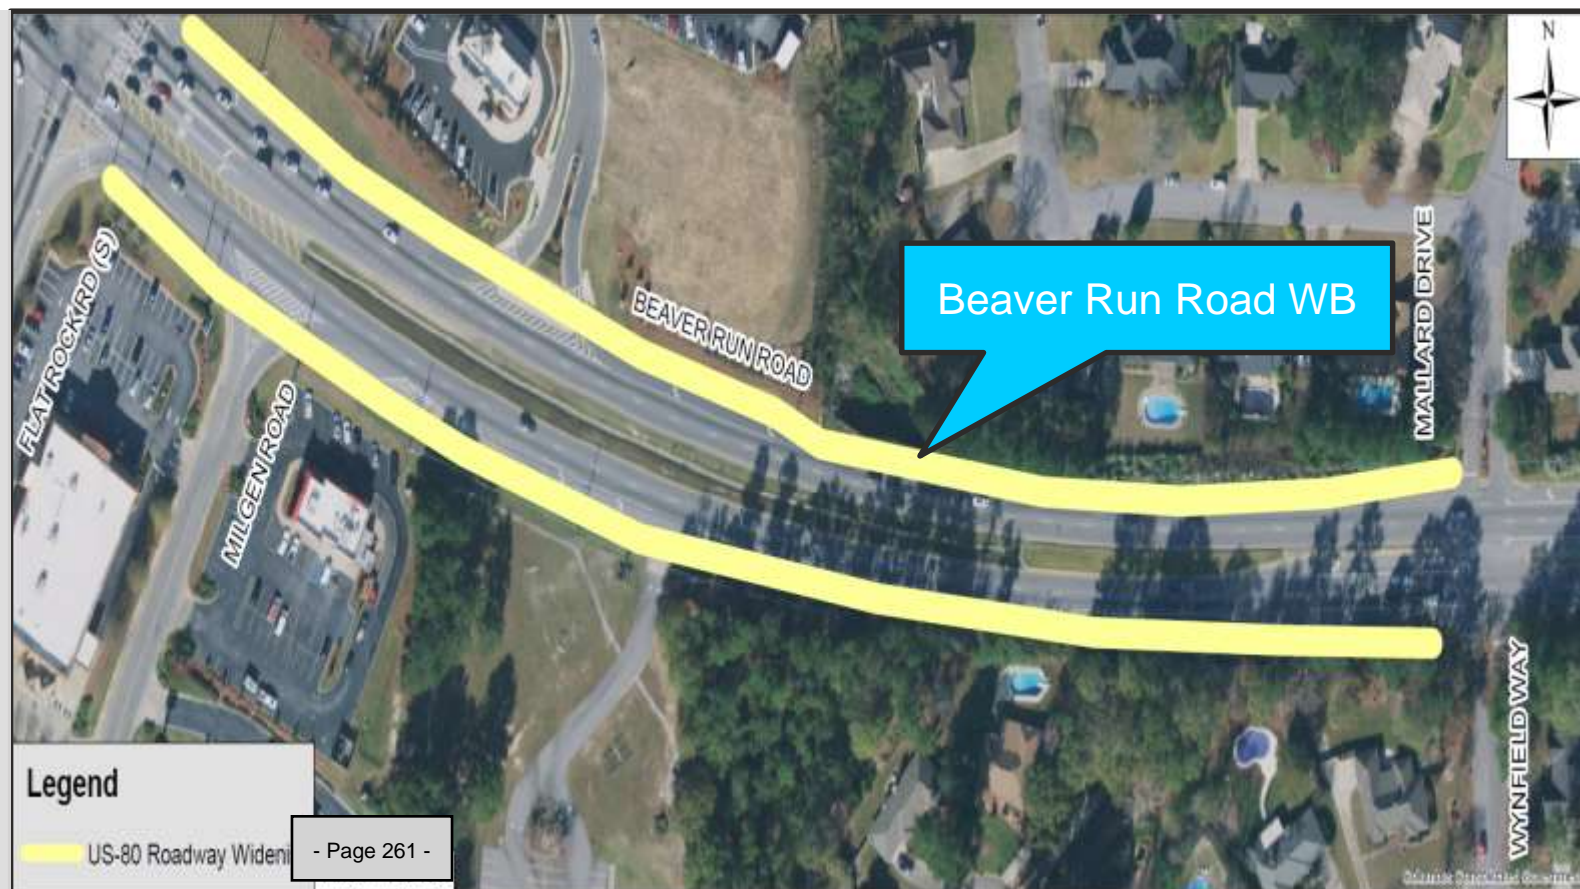 N
Beaver Run Road WB
BEAVER RUN ROAD
MALLARD DRIVE
FLAT ROCK RD (S)
MILGEN ROAD
WYNFIELD WAY
Legend
US-80 Roadway Wideni
- Page 261 -